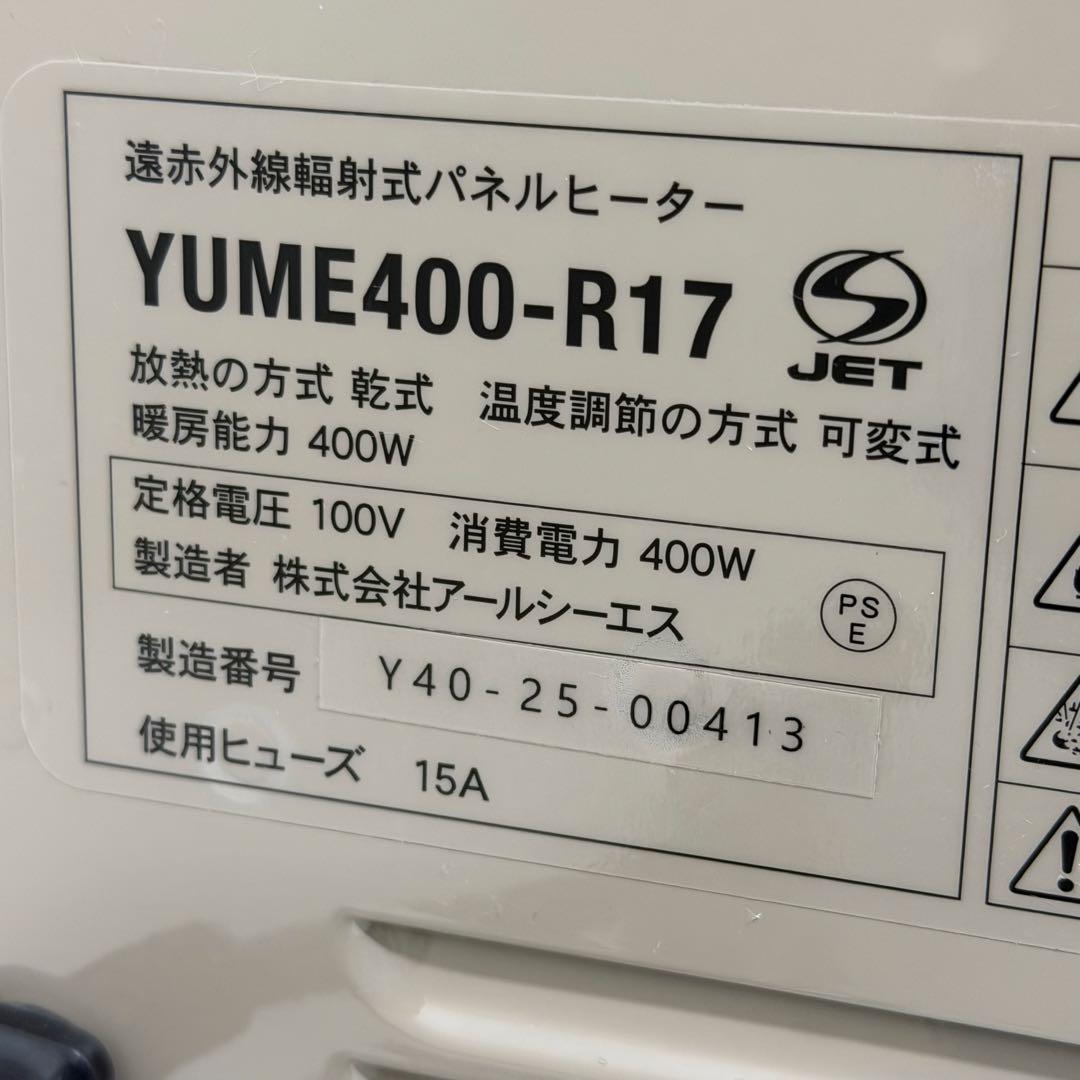 遠赤外線輻射式パネルヒーター
YUME400-R17
JET
放熱の方式 乾式 温度調節の方式 可変式
暖房能力 400W
定格電圧 100V 消費電力 400W
製造者 株式会社アールシーエス
PS
E
製造番号 Y40-25-00413
使用ヒューズ 15A